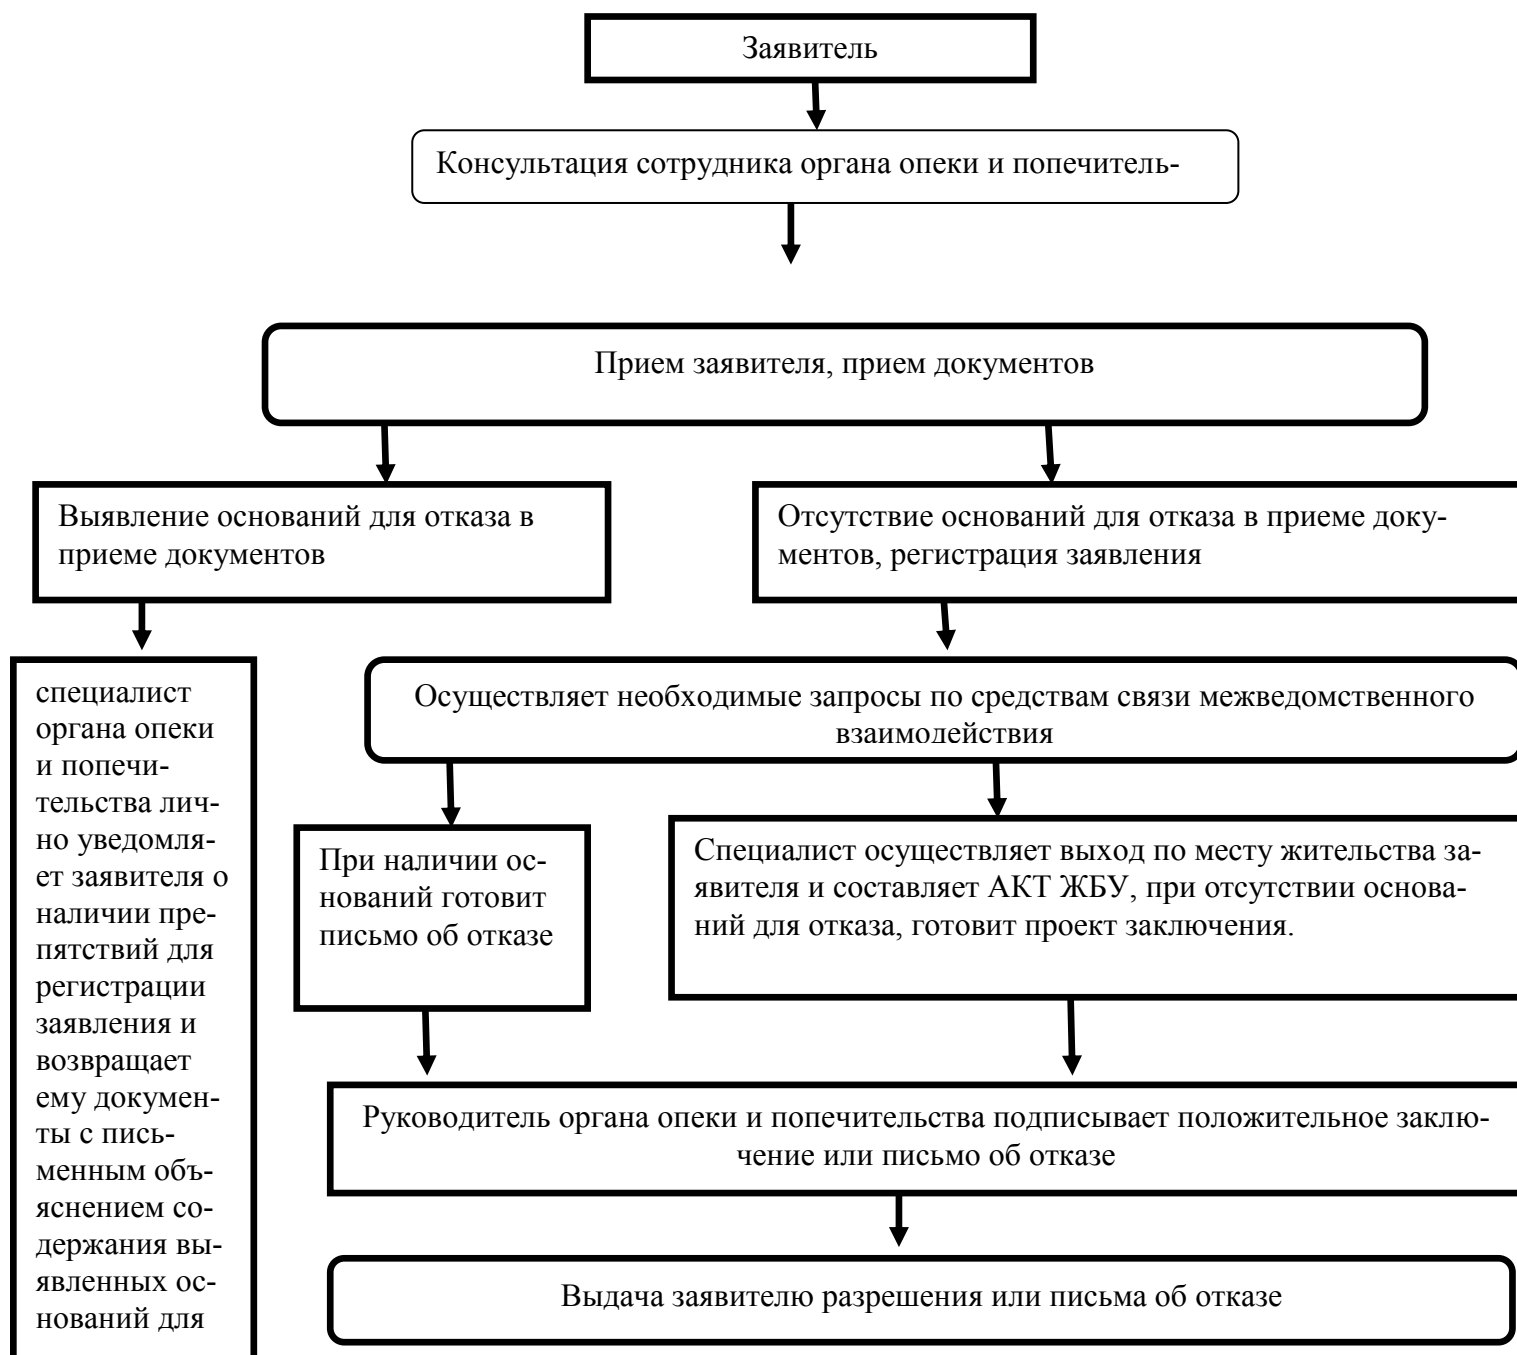 Заявитель
Консультация сотрудника органа опеки и попечитель-
Прием заявителя, прием документов
Выявление оснований для отказа в
приеме документов
Отсутствие оснований для отказа в приеме доку-
ментов, регистрация заявления
специалист
органа опеки
и попечи-
тельства лич-
но уведомля-
ет заявителя о
наличии пре-
пятствий для
регистрации
заявления и
возвращает
ему докумен-
ты с пись-
менным объ-
яснением со-
держания вы-
явленных ос-
нований для
Осуществляет необходимые запросы по средствам связи межведомственного
взаимодействия
При наличии ос-
нований готовит
письмо об отказе
Специалист осуществляет выход по месту жительства за-
явителя и составляет АКТ ЖБУ, при отсутствии основа-
ний для отказа, готовит проект заключения.
Руководитель органа опеки и попечительства подписывает положительное заклю-
чение или письмо об отказе
Выдача заявителю разрешения или письма об отказе